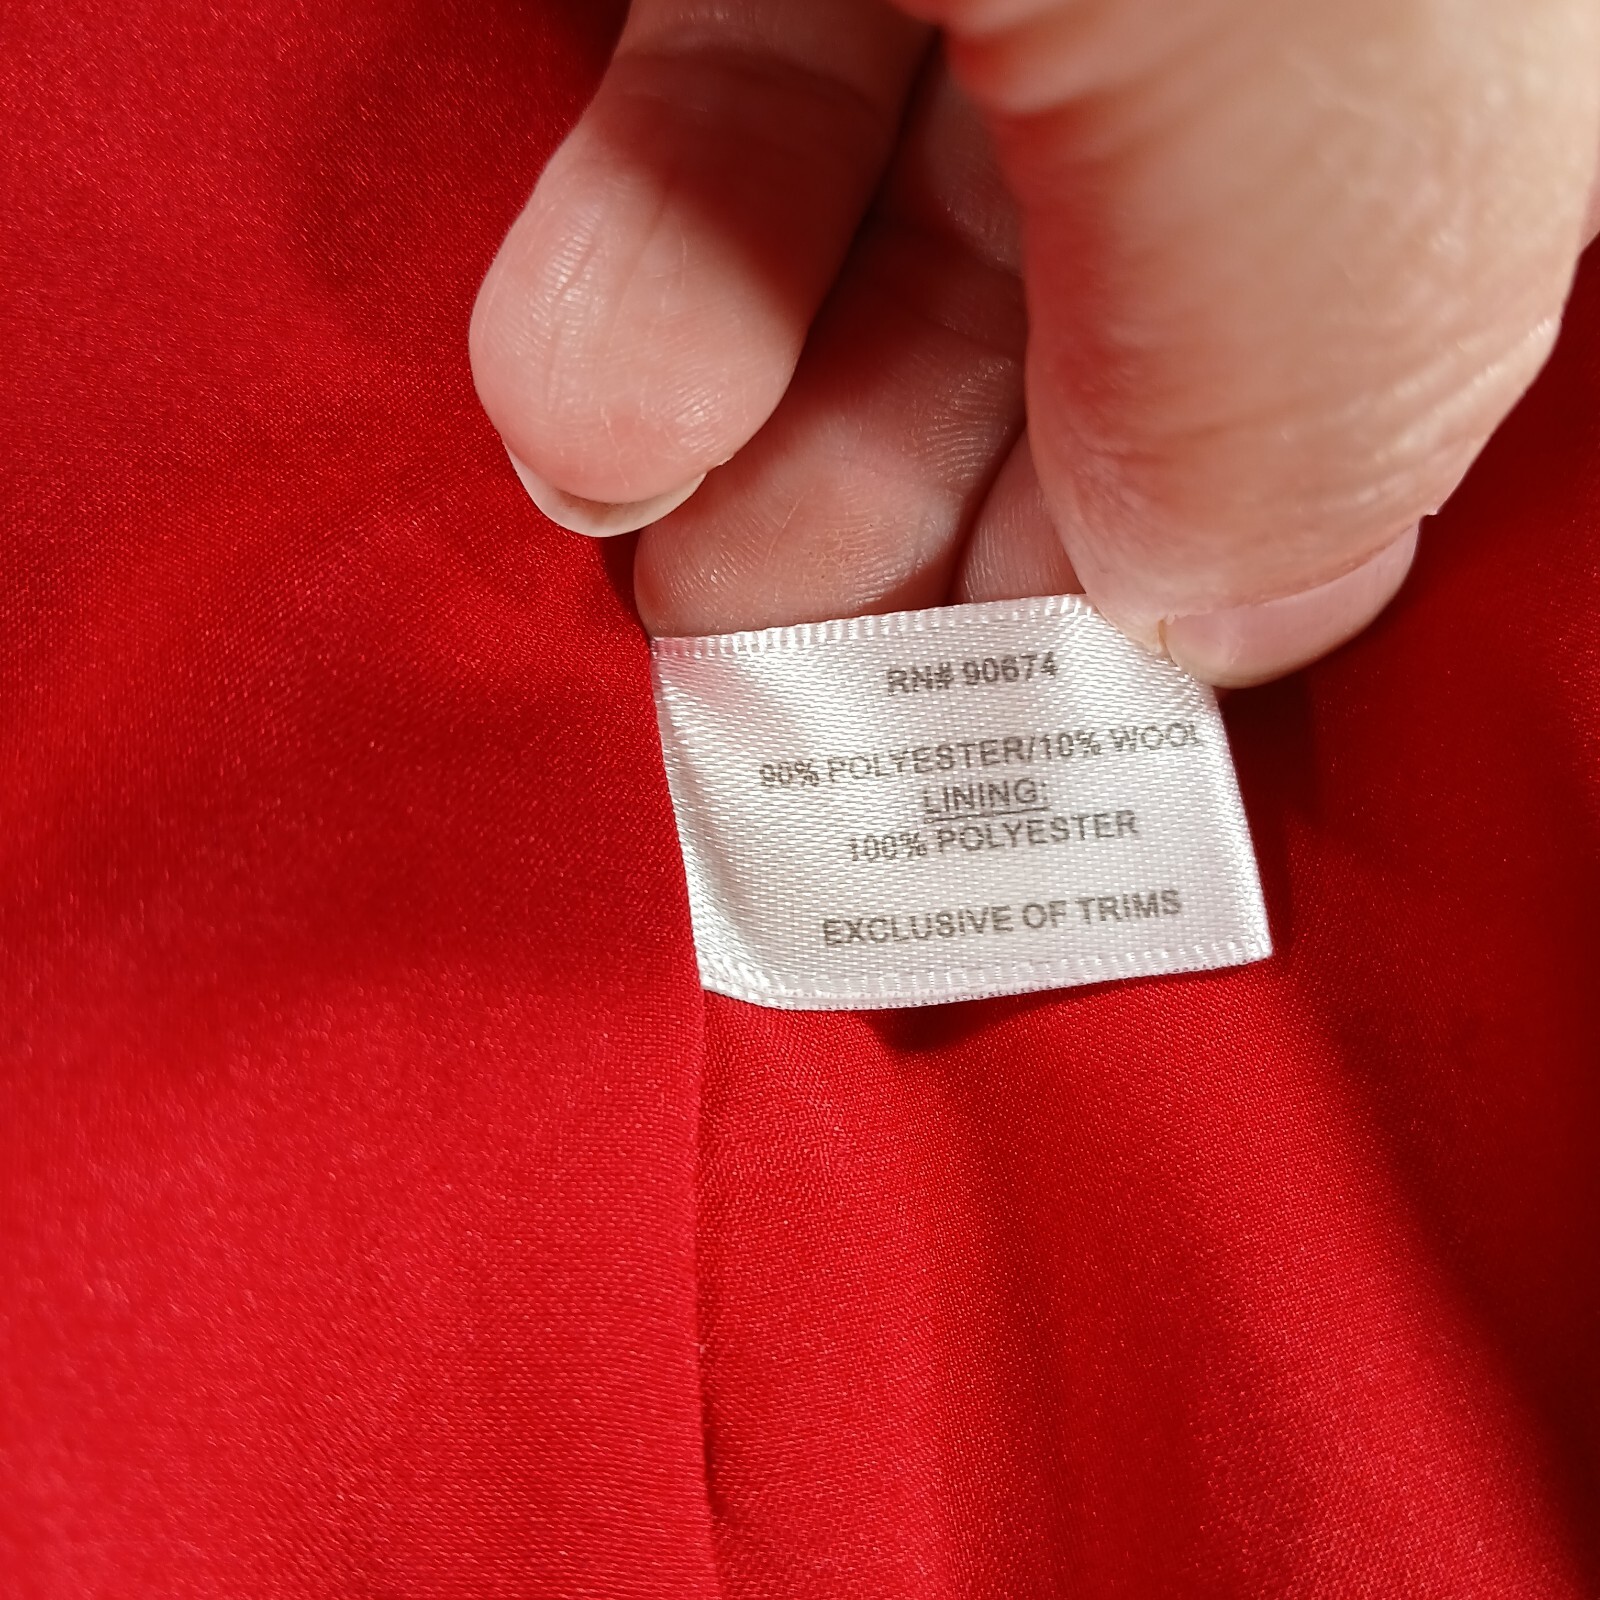 RN# 90674
90% POLYESTER/10% WOOL
LINING:
100% POLYESTER
EXCLUSIVE OF TRIMS